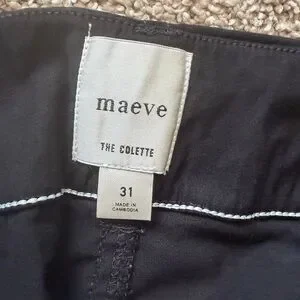 maeve
THE COLETTE
31
MADE IN
CAMBODIA